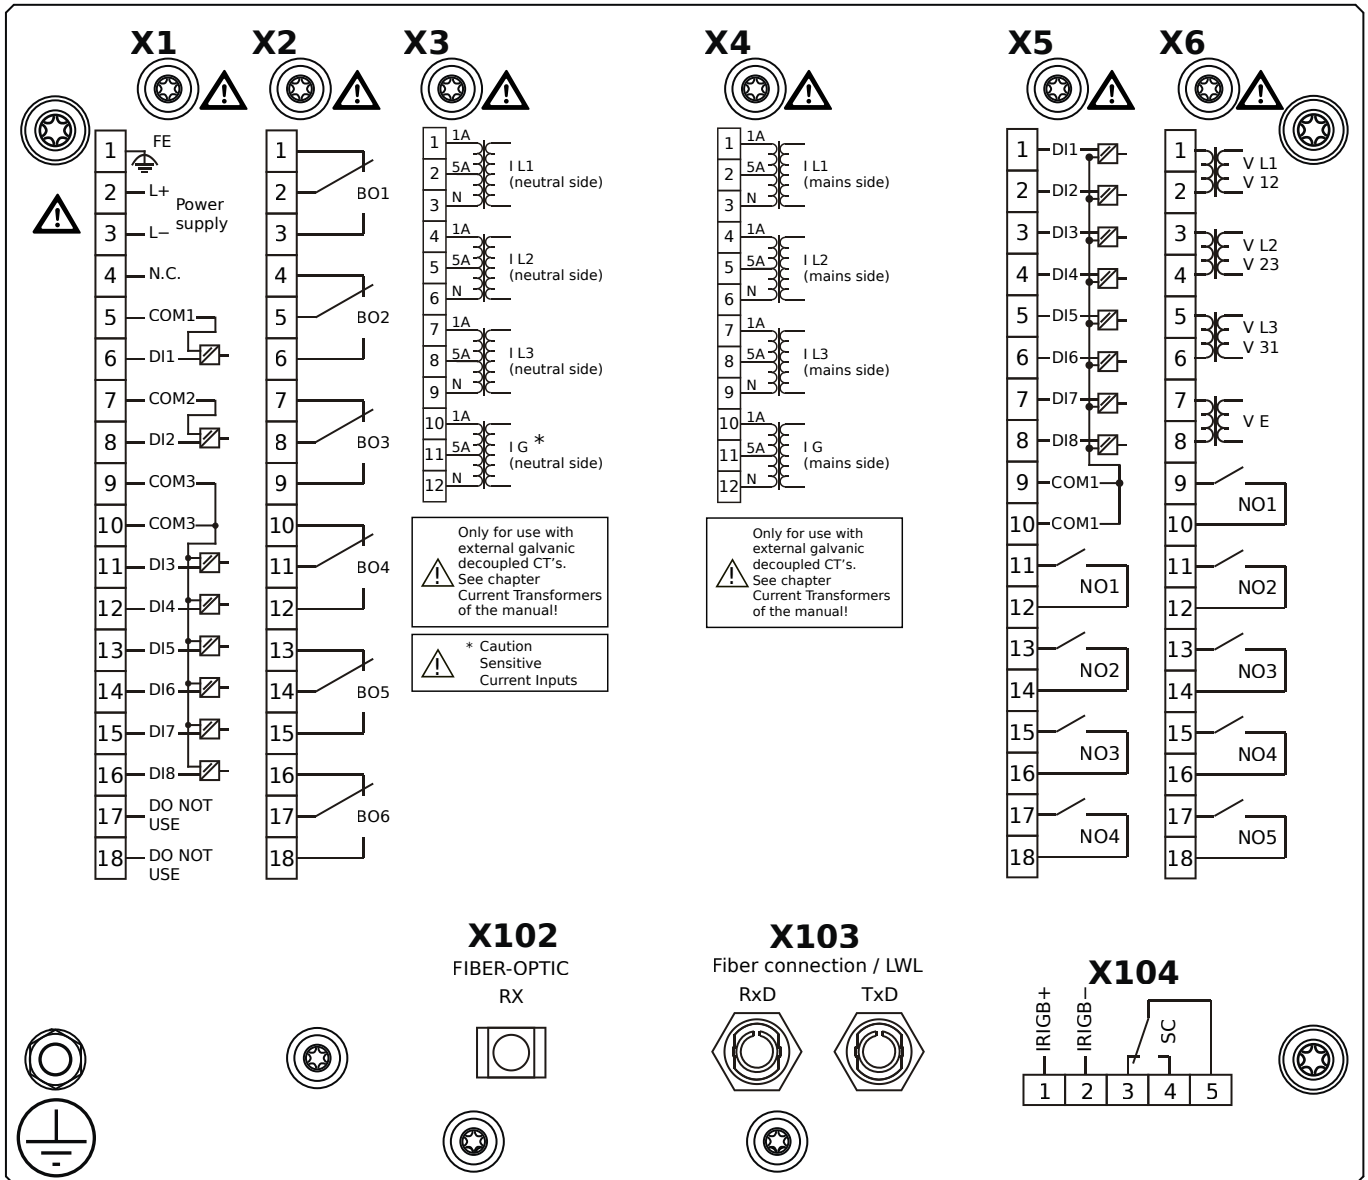 X1 X2 X3 X4 X5 X6
1 FE
2 L+
Power
supply
3 L−
4 N.C.
5 COM1
6 DI1
7 COM2
8 DI2
9 COM3
10 COM3
11 DI3
12 DI4
13 DI5
14 DI6
15 DI7
16 DI8
17 DO NOT
USE
18 DO NOT
USE
1
2 BO1
3
4
5 BO2
6
7
8 BO3
9
10
11 BO4
12
13
14 BO5
15
16
17 BO6
18
1 1A
2 5A I L1
(neutral side)
3 N
4 1A
5 5A I L2
(neutral side)
6 N
7 1A
8 5A I L3
(neutral side)
9 N
10 1A
11 5A I G *
(neutral side)
12 N
Only for use with
external galvanic
decoupled CT’s.
See chapter
Current Transformers
of the manual!
* Caution
Sensitive
Current Inputs
1 1A
2 5A I L1
(mains side)
3 N
4 1A
5 5A I L2
(mains side)
6 N
7 1A
8 5A I L3
(mains side)
9 N
10 1A
11 5A I G
(mains side)
12 N
Only for use with
external galvanic
decoupled CT’s.
See chapter
Current Transformers
of the manual!
1 DI1
2 DI2
3 DI3
4 DI4
5 DI5
6 DI6
7 DI7
8 DI8
9 COM1
10 COM1
11
NO1
12
13
NO2
14
15
NO3
16
17
NO4
18
1 V L1
2 V 12
3 V L2
4 V 23
5 V L3
6 V 31
7
V E
8
9
NO1
10
11
NO2
12
13
NO3
14
15
NO4
16
17
NO5
18
X102
FIBER-OPTIC
RX
X103
Fiber connection / LWL
RxD TxD
X104
IRIGB+ IRIGB− SC
1 2 3 4 5